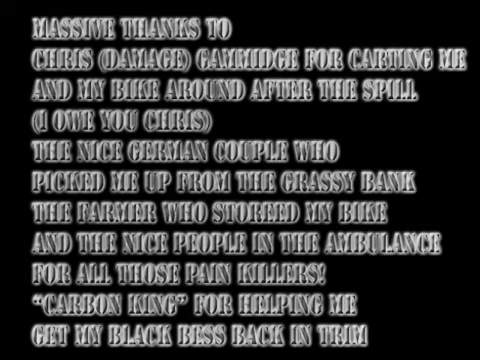 MASSIVE THANKS TO
CHRIS (DAMAGE) GAMMIDGE FOR CARTING ME
AND MY BIKE AROUND AFTER THE SPILL
(I OWE YOU CHRIS)
THE NICE GERMAN COUPLE WHO
PICKED ME UP FROM THE GRASSY BANK
THE FARMER WHO STOREED MY BIKE
AND THE NICE PEOPLE IN THE AMBULANCE
FOR ALL THOSE PAIN KILLERS!
“CARBON KING” FOR HELPING ME
GET MY BLACK BESS BACK IN TRIM